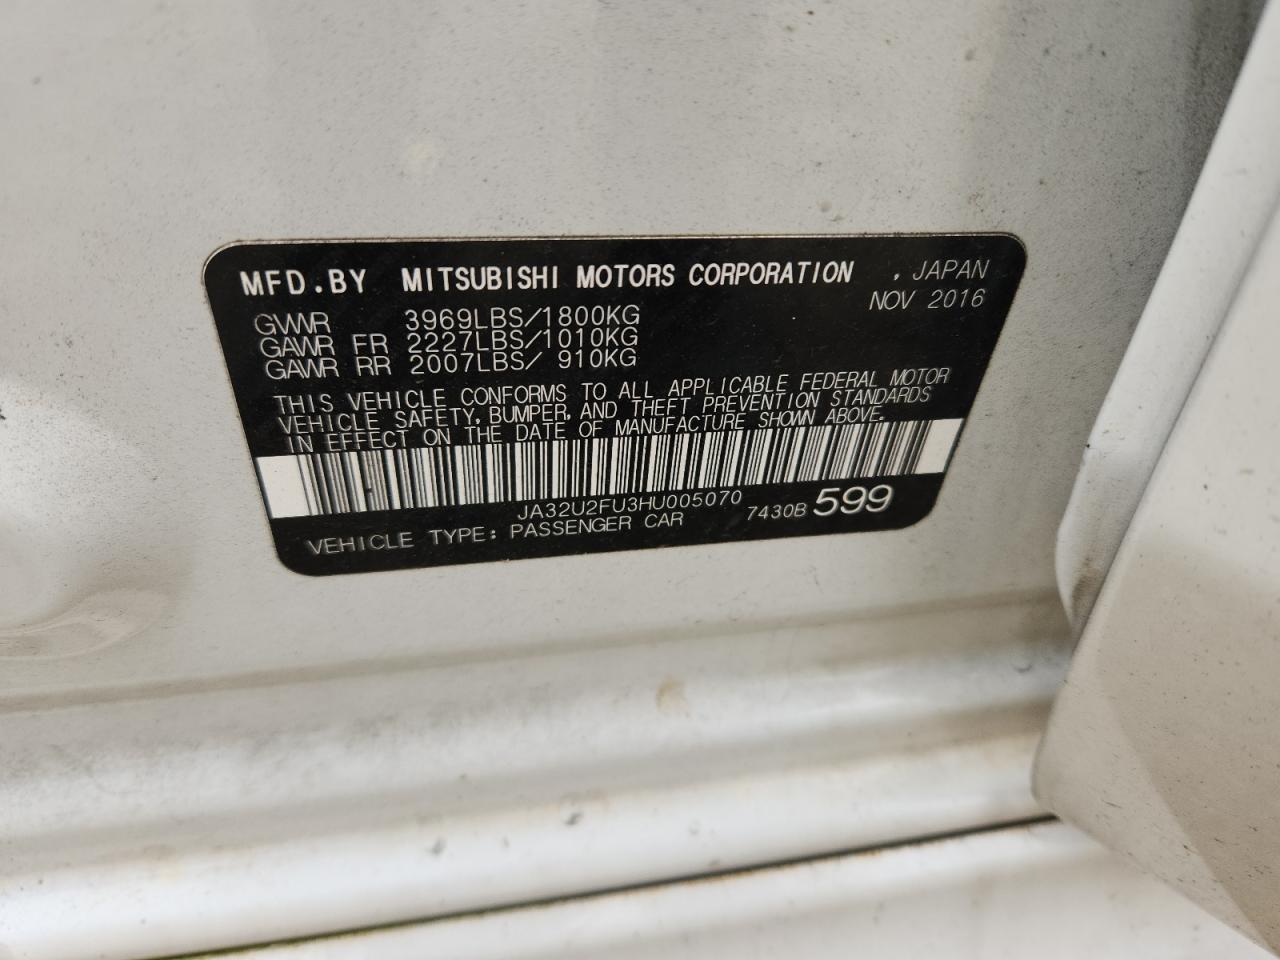 MFD.BY MITSUBISHI MOTORS CORPORATION , JAPAN
NOV 2016
GVWR 3969LBS/1800KG
GAWR FR 2227LBS/1010KG
GAWR RR 2007LBS/ 910KG
THIS VEHICLE CONFORMS TO ALL APPLICABLE FEDERAL MOTOR
VEHICLE SAFETY, BUMPER, AND THEFT PREVENTION STANDARDS
IN EFFECT ON THE DATE OF MANUFACTURE SHOWN ABOVE.
JA32U2FU3HU005070
VEHICLE TYPE: PASSENGER CAR 7430B 599